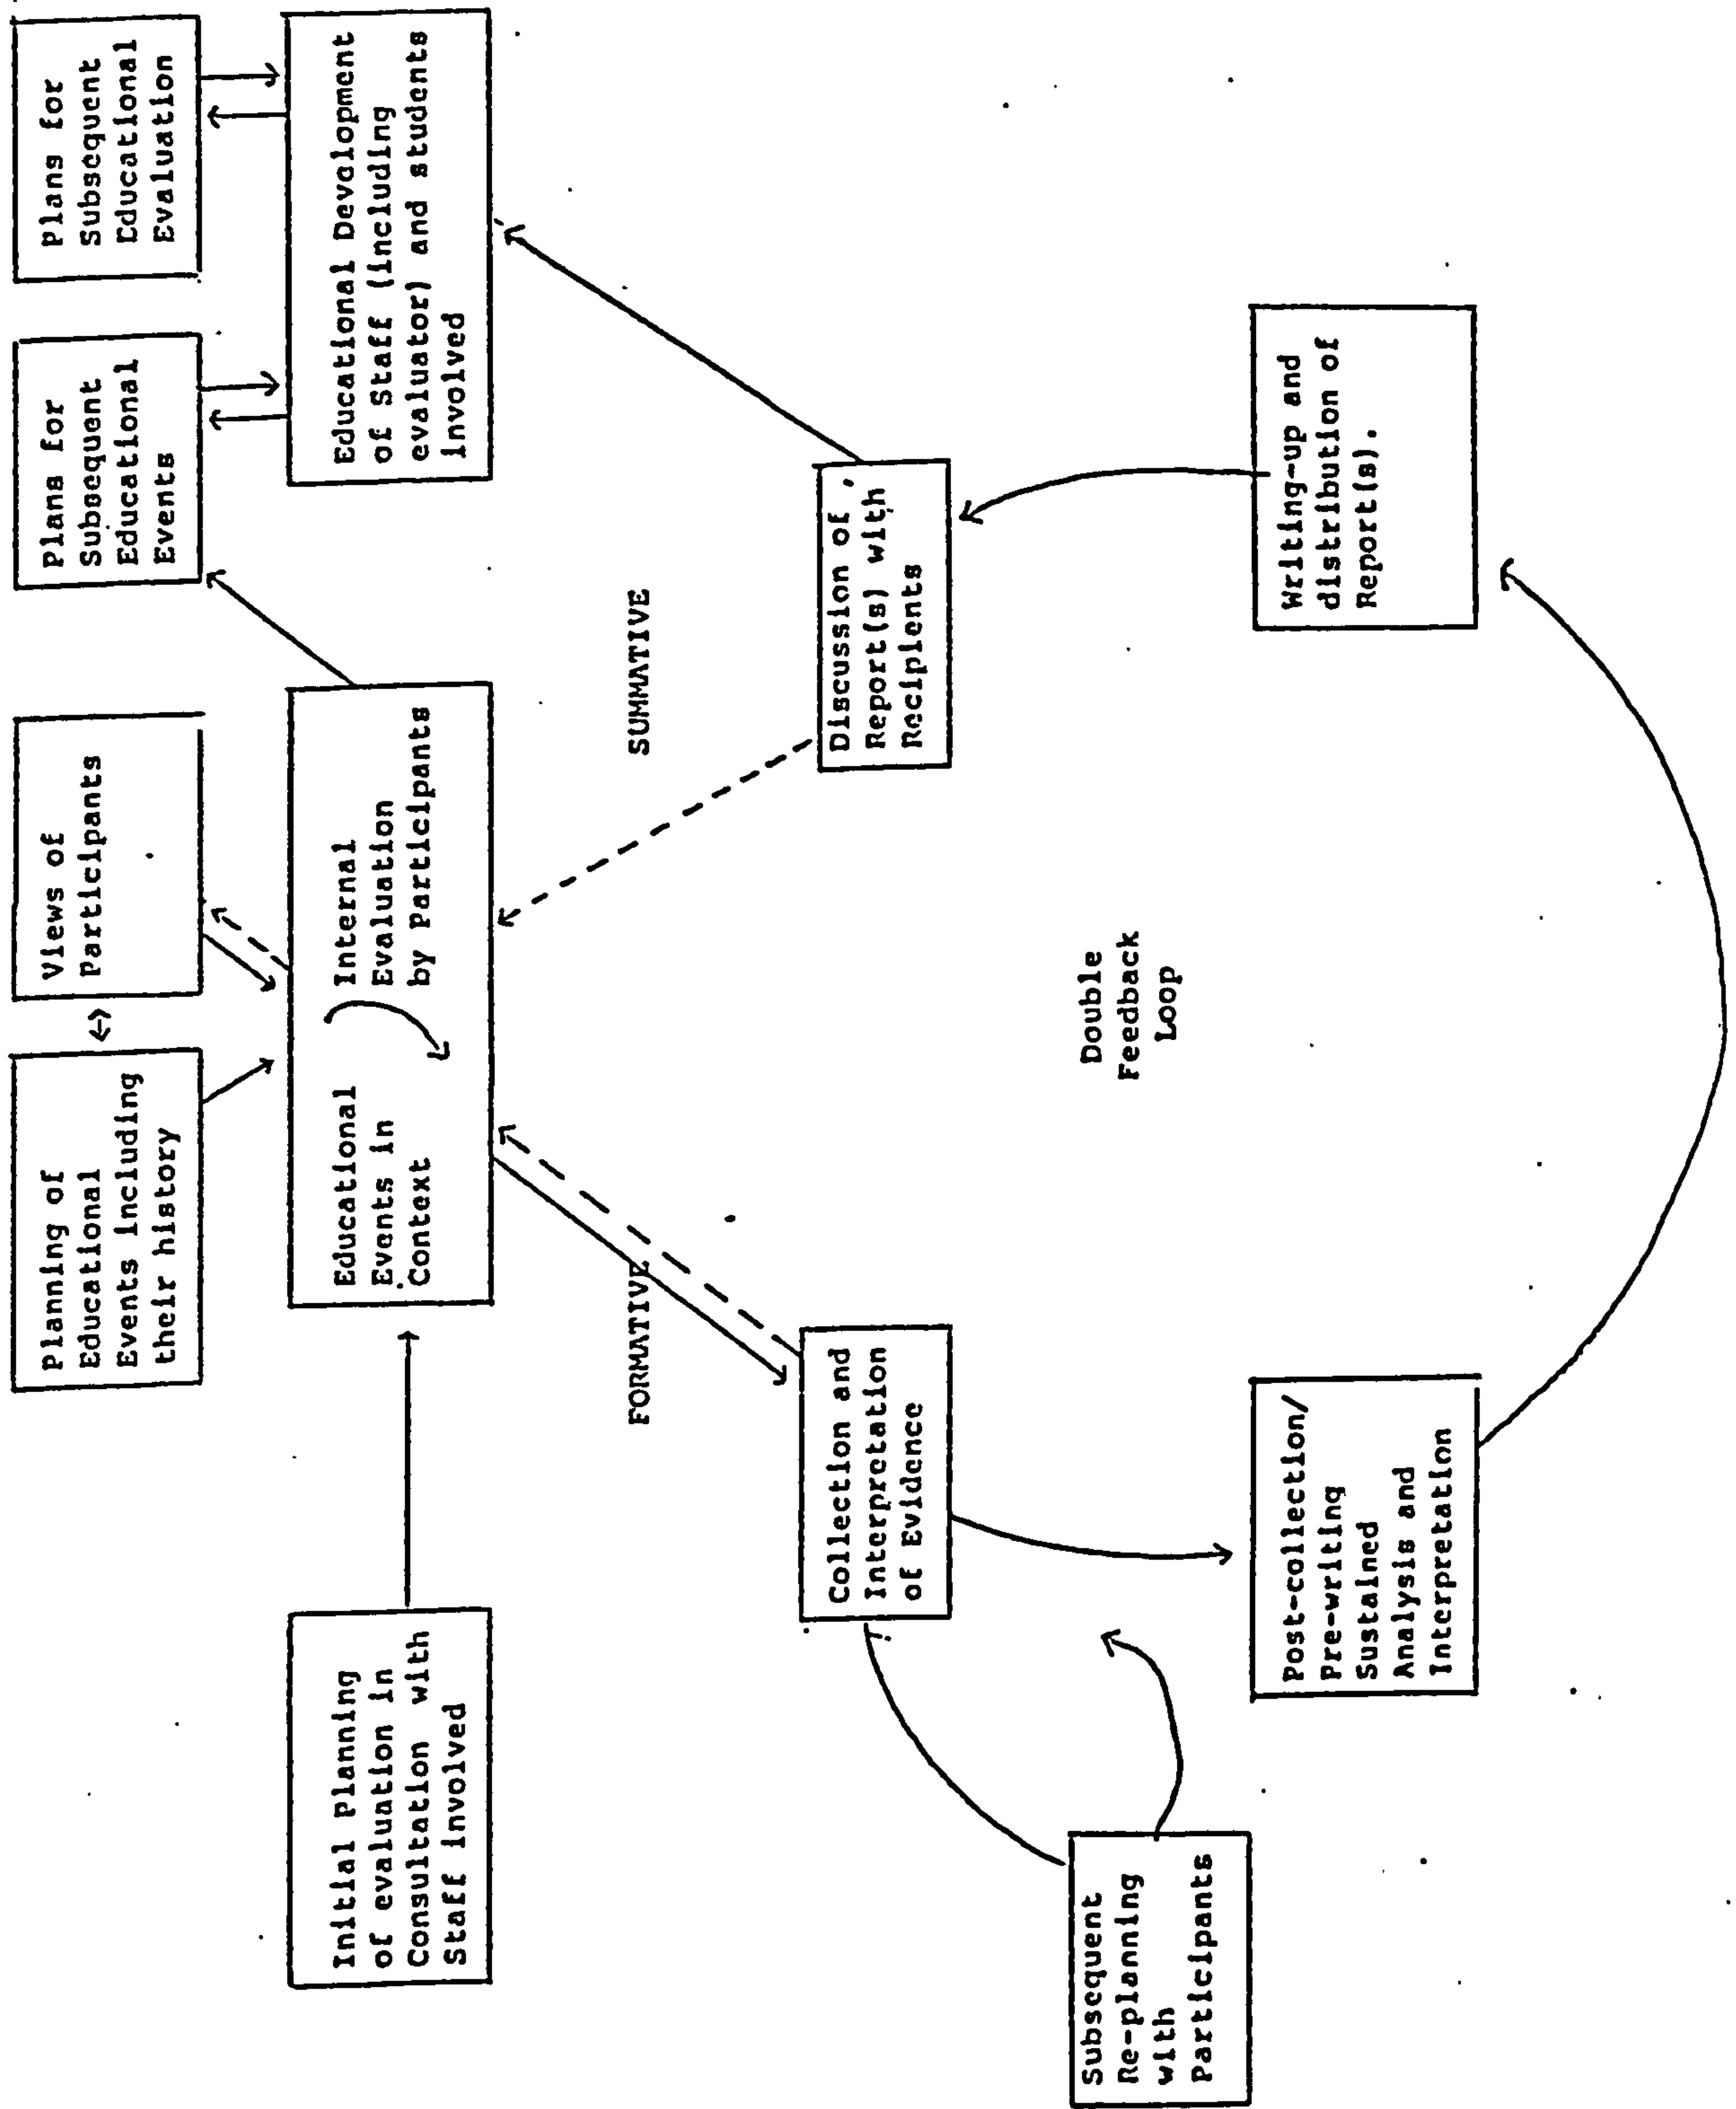 Planning of
Educational
Events including
their history
Views of
Participants
Plans for
Subsequent
Educational
Events
Plans for
Subsequent
Educational
Evaluation
Initial Planning
of evaluation in
Consultation with
Staff involved
Educational
Events in
Context
Internal
Evaluation
by Participants
Educational Development
of Staff (including
evaluator) and students
involved
FORMATIVE
SUMMATIVE
Collection and
Interpretation
of Evidence
Discussion of
Report(s) with
Recipients
Double
Feedback
Loop
Subsequent
Re-planning
with
Participants
Post-collection/
Pre-writing
Sustained
Analysis and
Interpretation
Writing-up and
distribution of
Report(s).